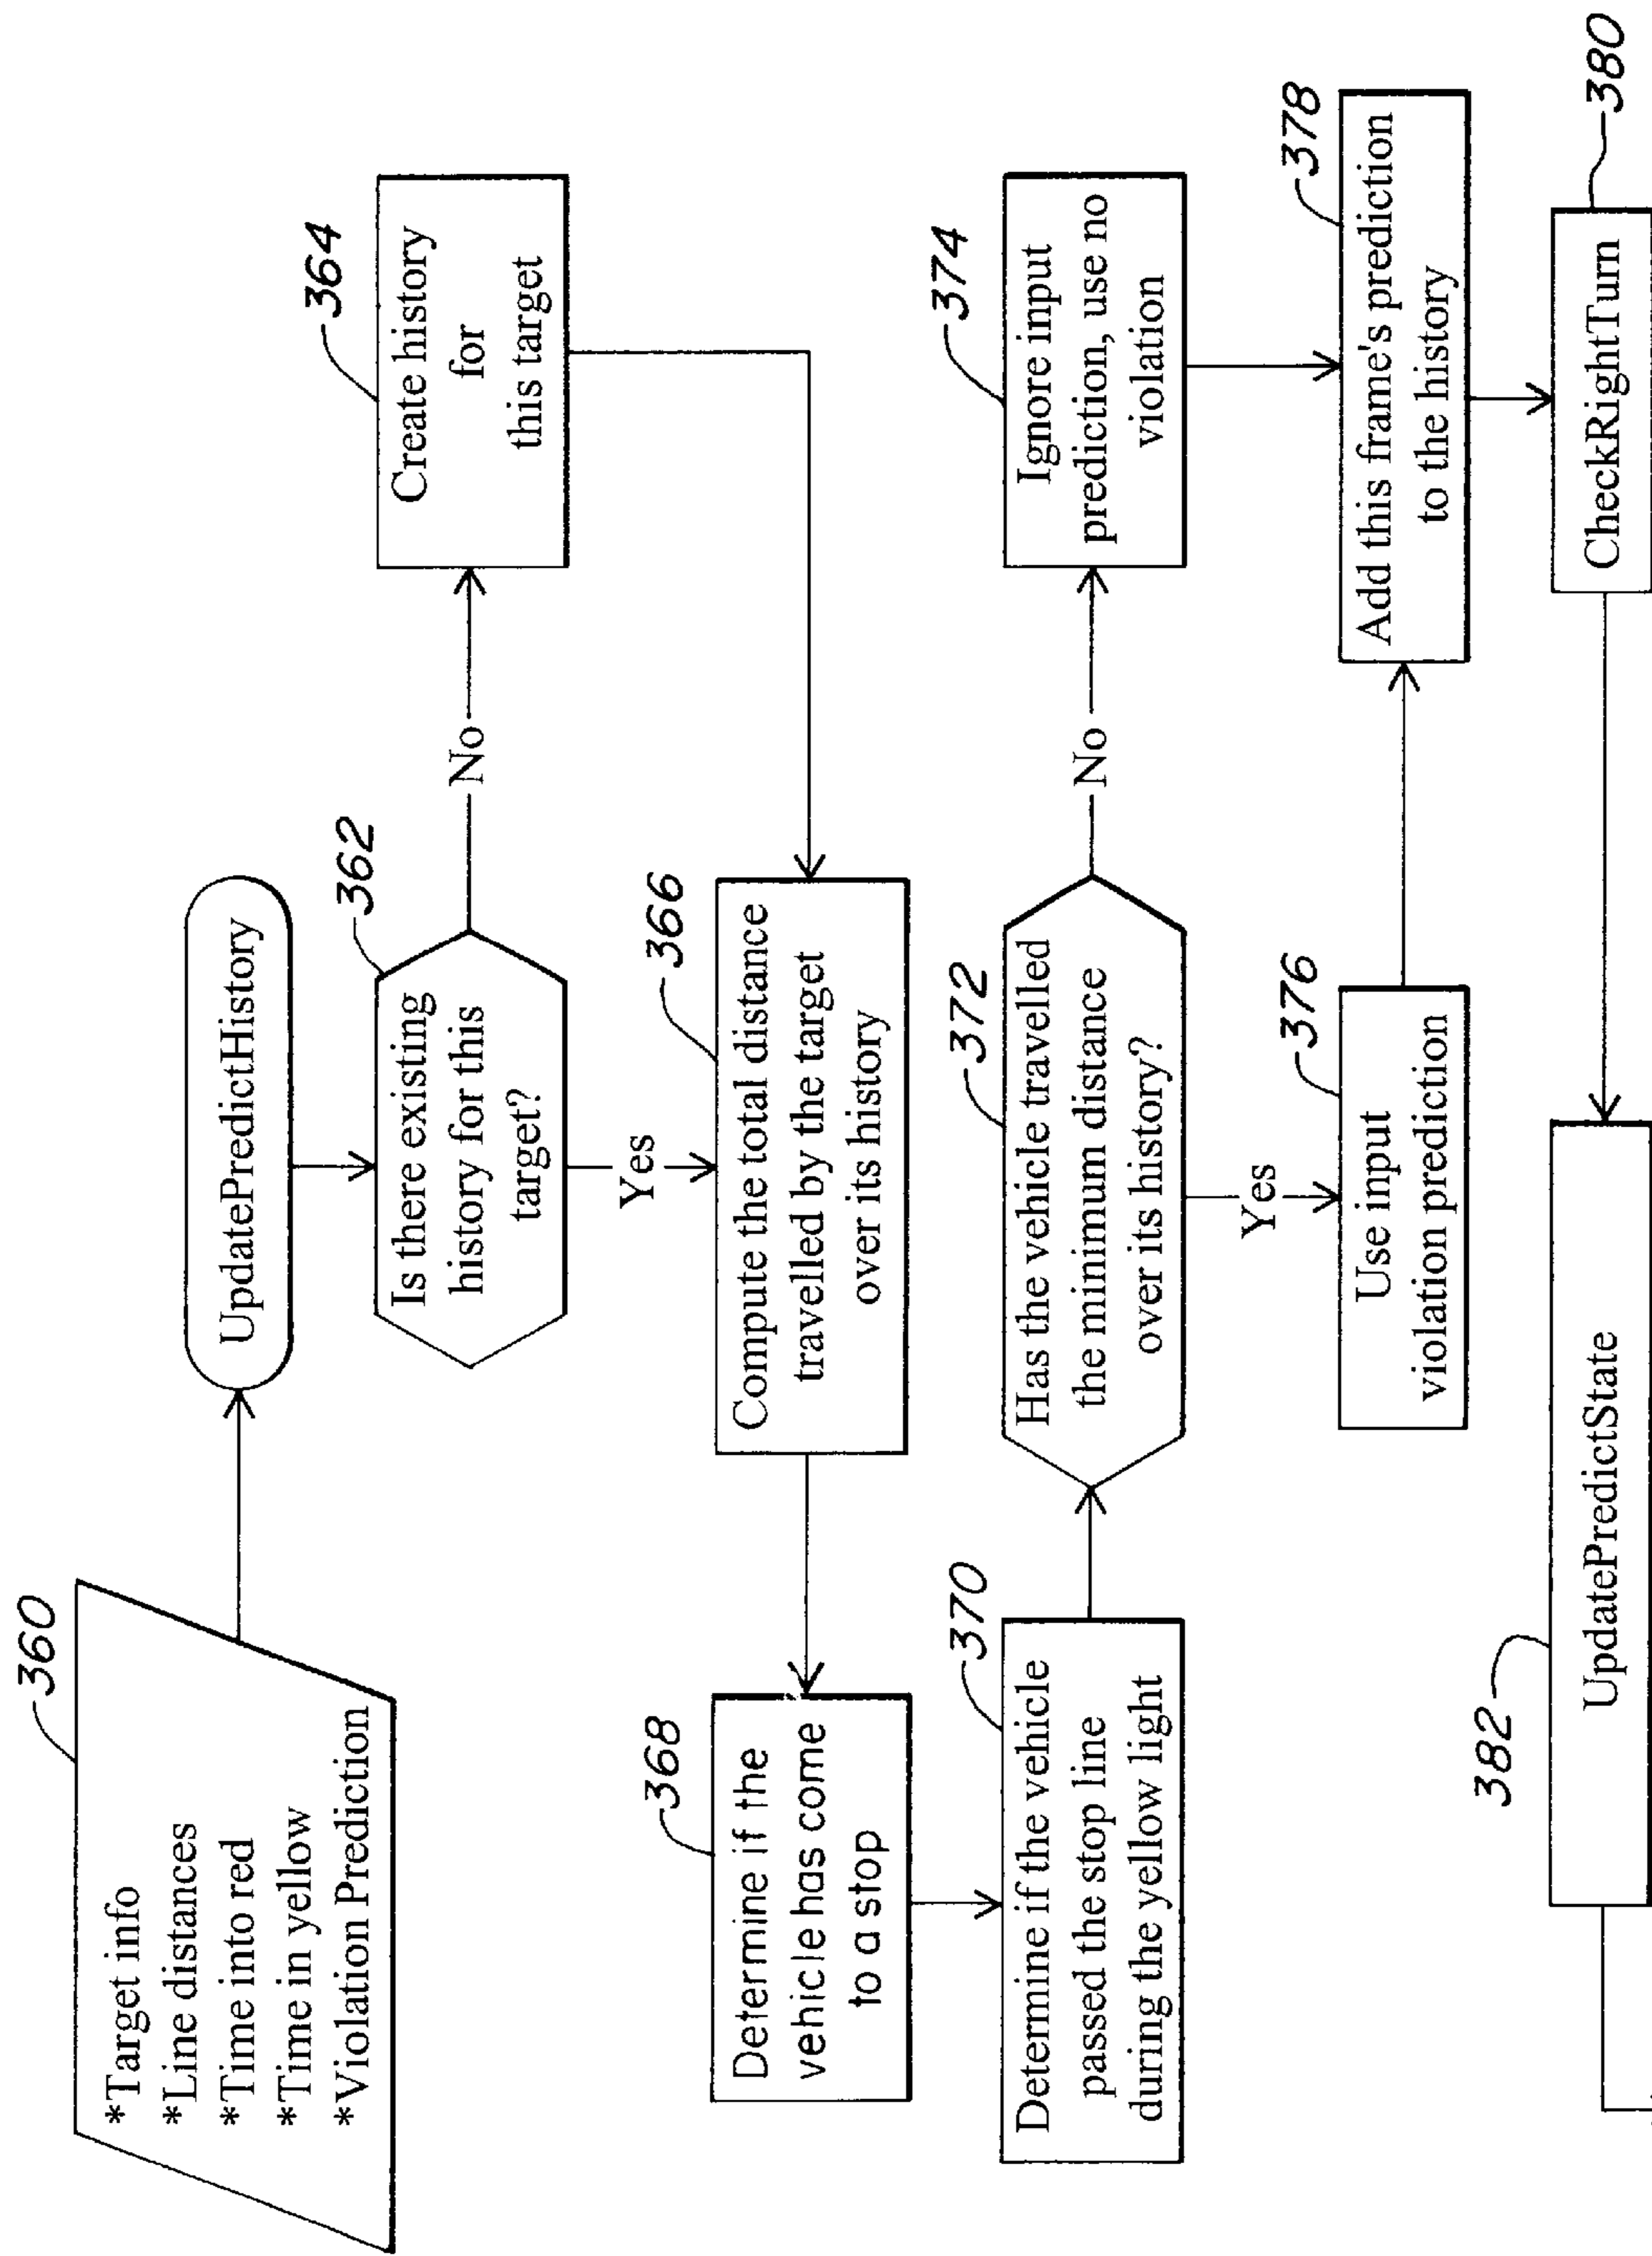 360
*Target info
*Line distances
*Time into red
*Time in yellow
*Violation Prediction
UpdatePredictHistory
362
Is there existing
history for this
target?
No
Yes
364
Create history
for
this target
366
Compute the total distance
travelled by the target
over its history
368
Determine if the
vehicle has come
to a stop
370
Determine if the vehicle
passed the stop line
during the yellow light
372
Has the vehicle travelled
the minimum distance
over its history?
No
Yes
374
Ignore input
prediction, use no
violation
376
Use input
violation prediction
378
Add this frame's prediction
to the history
380
CheckRightTurn
382
UpdatePredictState